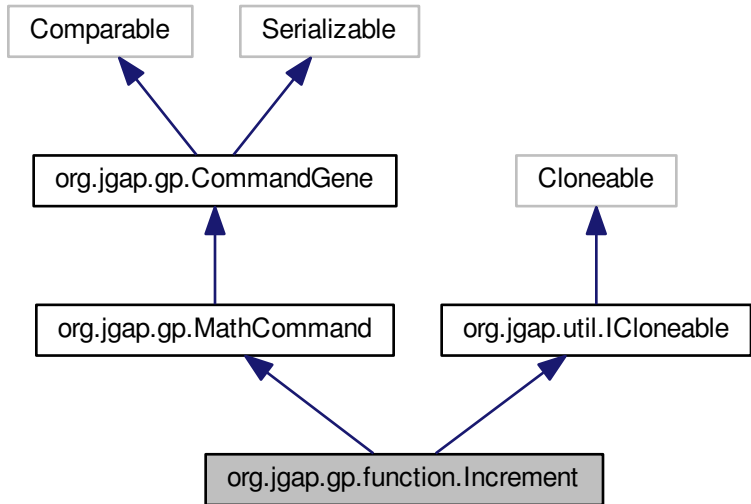 Comparable
Serializable
org.jgap.gp.CommandGene
Cloneable
org.jgap.gp.MathCommand
org.jgap.util.ICloneable
org.jgap.gp.function.Increment